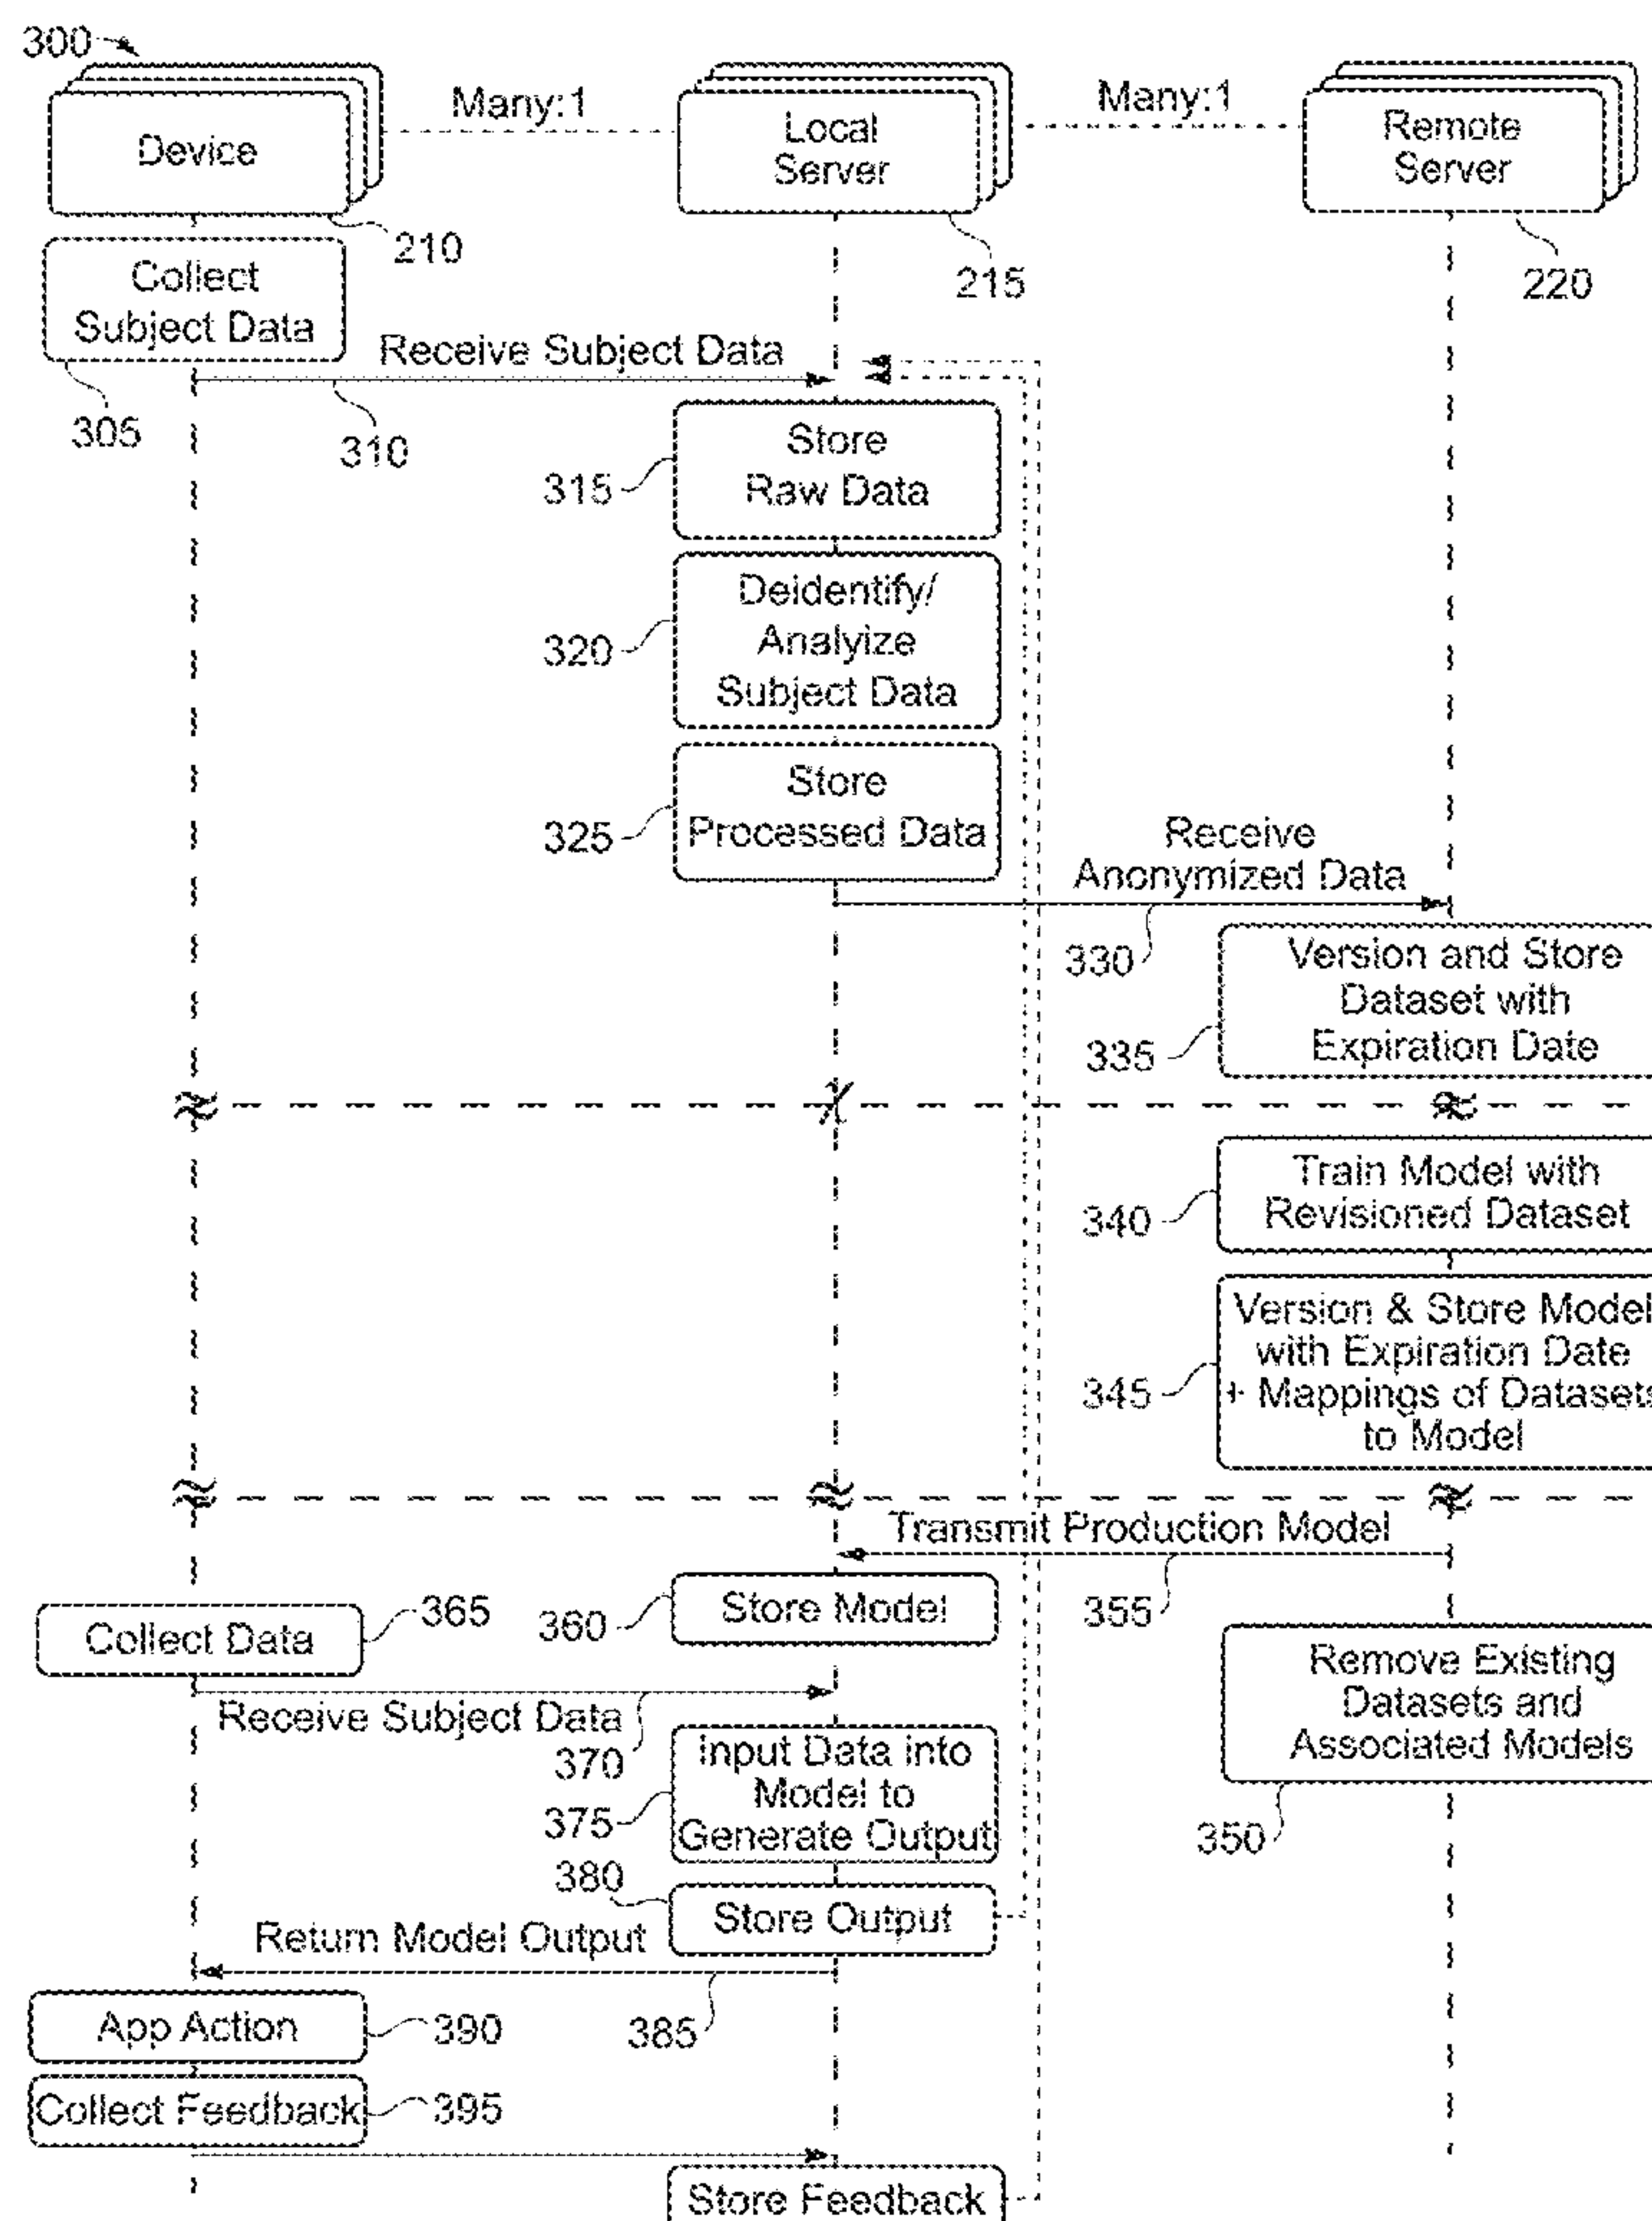 300
Many:1
Many:1
Device
Local
Server
Remote
Server
210
215
220
Collect
Subject Data
305
Receive Subject Data
310
Store
Raw Data
315
Deidentify/
Analyize
Subject Data
320
Store
Processed Data
325
Receive
Anonymized Data
330
Version and Store
Dataset with
Expiration Date
335
Train Model with
Revisioned Dataset
340
Version & Store Model
with Expiration Date
+ Mappings of Datasets
to Model
345
Transmit Production Model
355
Store Model
360
Collect Data
365
Remove Existing
Datasets and
Associated Models
350
Receive Subject Data
370
Input Data into
Model to
Generate Output
375
380
Store Output
Return Model Output
385
App Action
390
Collect Feedback
395
Store Feedback